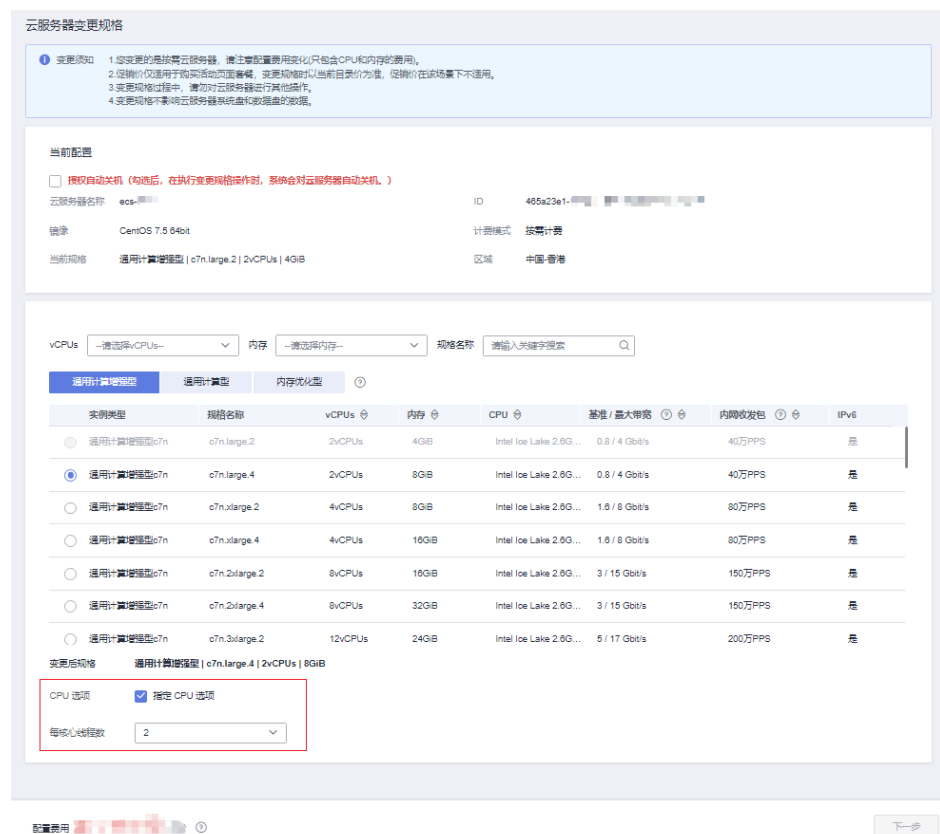 云服务器变更规格
变更须知 1.您变更的是按需云服务器，请注意配置费用变化(只包含CPU和内存的费用)。
2.促销价仅适用于购买活动页面套餐，变更规格时以当前目录价为准，促销价在该场景下不适用。
3.变更规格过程中，请勿对云服务器进行其他操作。
4.变更规格不影响云服务器系统盘和数据盘的数据。
当前配置
授权自动关机（勾选后，在执行变更规格操作时，系统会对云服务器自动关机。）
云服务器名称 ecs- ID 465a23e1-
镜像 CentOS 7.5 64bit 计费模式 按需计费
当前规格 通用计算增强型 | c7n.large.2 | 2vCPUs | 4GiB 区域 中国-香港
vCPUs --请选择vCPUs-- 内存 --请选择内存-- 规格名称 请输入关键字搜索
通用计算增强型 通用计算型 内存优化型
实例类型 规格名称 vCPUs 内存 CPU 基准 / 最大带宽 内网收发包 IPv6
通用计算增强型c7n c7n.large.2 2vCPUs 4GiB Intel Ice Lake 2.6G... 0.8 / 4 Gbit/s 40万PPS 是
通用计算增强型c7n c7n.large.4 2vCPUs 8GiB Intel Ice Lake 2.6G... 0.8 / 4 Gbit/s 40万PPS 是
通用计算增强型c7n c7n.xlarge.2 4vCPUs 8GiB Intel Ice Lake 2.6G... 1.6 / 8 Gbit/s 80万PPS 是
通用计算增强型c7n c7n.xlarge.4 4vCPUs 16GiB Intel Ice Lake 2.6G... 1.6 / 8 Gbit/s 80万PPS 是
通用计算增强型c7n c7n.2xlarge.2 8vCPUs 16GiB Intel Ice Lake 2.6G... 3 / 15 Gbit/s 150万PPS 是
通用计算增强型c7n c7n.2xlarge.4 8vCPUs 32GiB Intel Ice Lake 2.6G... 3 / 15 Gbit/s 150万PPS 是
通用计算增强型c7n c7n.3xlarge.2 12vCPUs 24GiB Intel Ice Lake 2.6G... 5 / 17 Gbit/s 200万PPS 是
变更后规格 通用计算增强型 | c7n.large.4 | 2vCPUs | 8GiB
CPU 选项 指定 CPU 选项
每核心线程数 2
配置费用
下一步